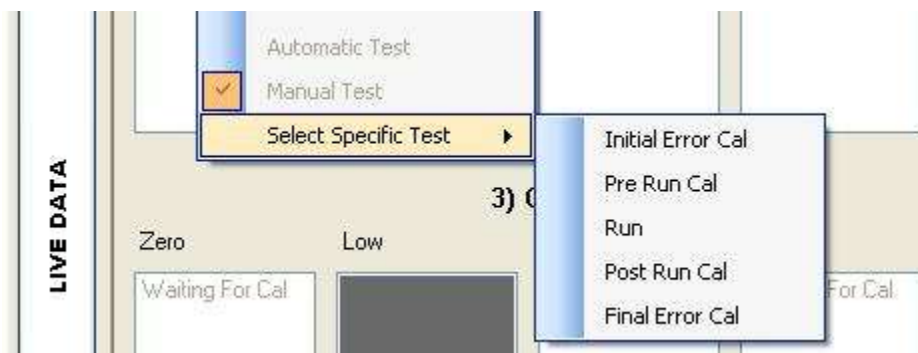 Automatic Test
Manual Test
Select Specific Test
Initial Error Cal
Pre Run Cal
Run
Post Run Cal
Final Error Cal
LIVE DATA
3)
Zero
Low
Waiting For Cal
For Cal